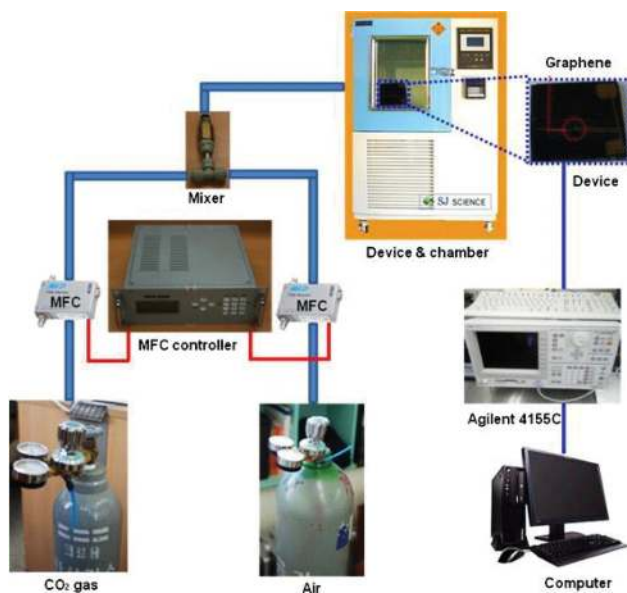 Graphene
Device
SJ SCIENCE
Device & chamber
Mixer
MFC
MFC
MFC controller
Agilent 4155C
CO₂ gas
Air
Computer